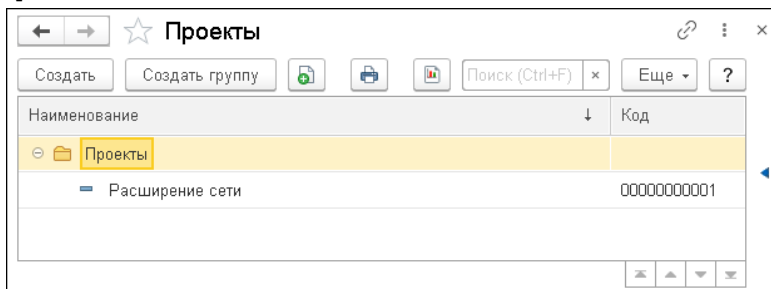 Проекты
Создать Создать группу Поиск (Ctrl+F) × Еще ?
Наименование ↓ Код
Проекты
Расширение сети 00000000001